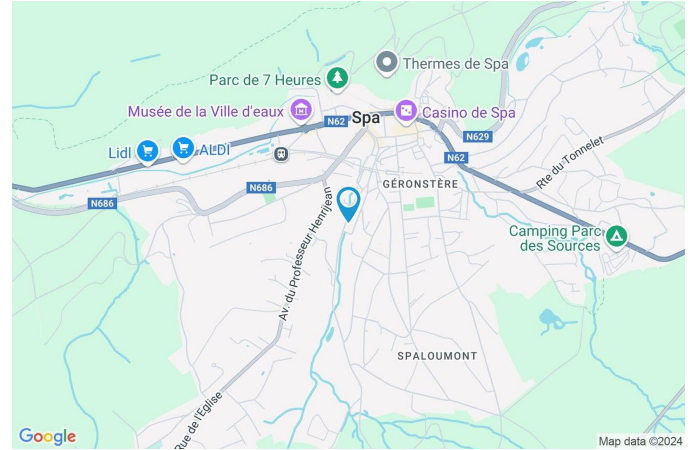 Thermes de Spa
Parc de 7 Heures
Musée de la Ville d'eaux
Spa
Casino de Spa
N62
N629
Lidl
ALDI
N62
Rte du Tonnelet
GÉRONSTÈRE
N686
N686
Av. du Professeur Henrijean
Camping Parc
des Sources
SPALOUMONT
Rue de l'Eglise
Google
Map data ©2024